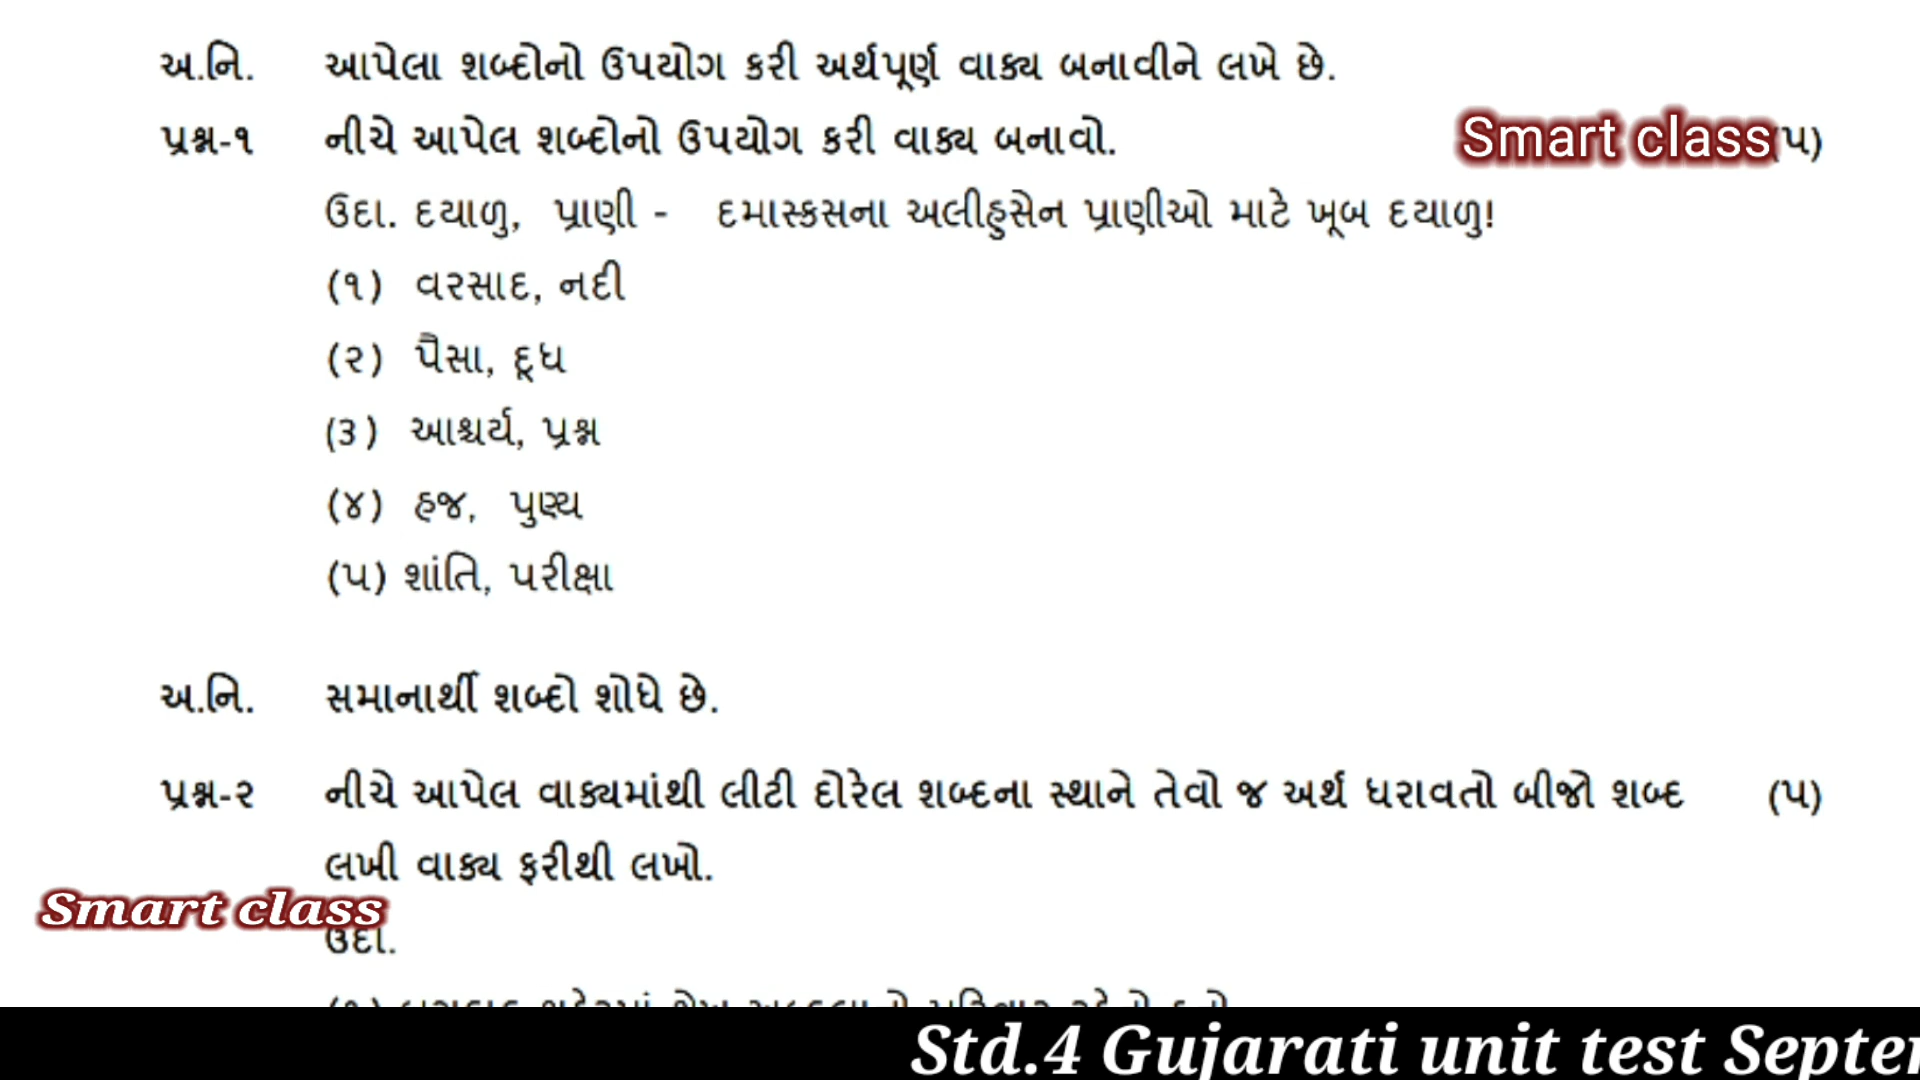 અ.નિ. આપેલા શબ્દોનો ઉપયોગ કરી અર્થપૂર્ણ વાક્ય બનાવીને લખે છે.
પ્રશ્ન-૧ નીચે આપેલ શબ્દોનો ઉપયોગ કરી વાક્ય બનાવો. (૫)
Smart class
ઉદા. દયાળુ, પ્રાણી - દમાસ્કસના અલીહુસેન પ્રાણીઓ માટે ખૂબ દયાળુ!
(૧) વરસાદ, નદી
(૨) પૈસા, દૂધ
(૩) આશ્ચર્ય, પ્રશ્ન
(૪) હજ, પુણ્ય
(૫) શાંતિ, પરીક્ષા
અ.નિ. સમાનાર્થી શબ્દો શોધે છે.
પ્રશ્ન-૨ નીચે આપેલ વાક્યમાંથી લીટી દોરેલ શબ્દના સ્થાને તેવો જ અર્થ ધરાવતો બીજો શબ્દ (૫)
લખી વાક્ય ફરીથી લખો.
Smart class
ઉદા.
Std.4 Gujarati unit test